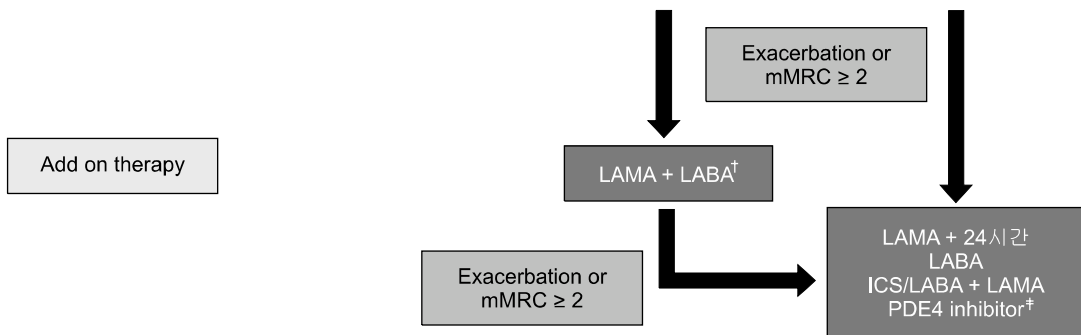 Exacerbation or
mMRC ≥ 2
Add on therapy
LAMA + LABA†
LAMA + 24시간
LABA
ICS/LABA + LAMA
PDE4 inhibitor‡
Exacerbation or
mMRC ≥ 2